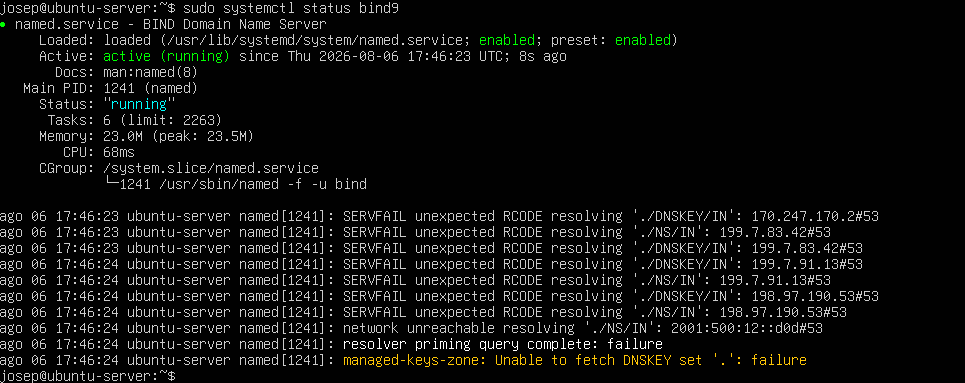 josep@ubuntu-server:~$ sudo systemctl status bind9
● named.service - BIND Domain Name Server
Loaded: loaded (/usr/lib/systemd/system/named.service; enabled; preset: enabled)
Active: active (running) since Thu 2026-08-06 17:46:23 UTC; 8s ago
Docs: man:named(8)
Main PID: 1241 (named)
Status: "running"
Tasks: 6 (limit: 2263)
Memory: 23.0M (peak: 23.5M)
CPU: 68ms
CGroup: /system.slice/named.service
└─1241 /usr/sbin/named -f -u bind
ago 06 17:46:23 ubuntu-server named[1241]: SERVFAIL unexpected RCODE resolving './DNSKEY/IN': 170.247.170.2#53
ago 06 17:46:23 ubuntu-server named[1241]: SERVFAIL unexpected RCODE resolving './NS/IN': 199.7.83.42#53
ago 06 17:46:23 ubuntu-server named[1241]: SERVFAIL unexpected RCODE resolving './DNSKEY/IN': 199.7.83.42#53
ago 06 17:46:24 ubuntu-server named[1241]: SERVFAIL unexpected RCODE resolving './DNSKEY/IN': 199.7.91.13#53
ago 06 17:46:24 ubuntu-server named[1241]: SERVFAIL unexpected RCODE resolving './NS/IN': 199.7.91.13#53
ago 06 17:46:24 ubuntu-server named[1241]: SERVFAIL unexpected RCODE resolving './DNSKEY/IN': 198.97.190.53#53
ago 06 17:46:24 ubuntu-server named[1241]: SERVFAIL unexpected RCODE resolving './NS/IN': 198.97.190.53#53
ago 06 17:46:24 ubuntu-server named[1241]: network unreachable resolving './NS/IN': 2001:500:12::d0d#53
ago 06 17:46:24 ubuntu-server named[1241]: resolver priming query complete: failure
ago 06 17:46:24 ubuntu-server named[1241]: managed-keys-zone: Unable to fetch DNSKEY set '.': failure
josep@ubuntu-server:~$